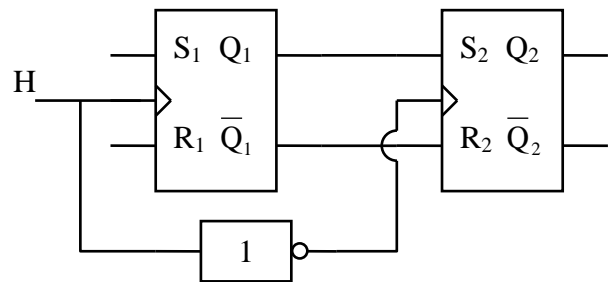 S₁ Q₁ S₂ Q₂
H
R₁ Q̅₁ R₂ Q̅₂
1